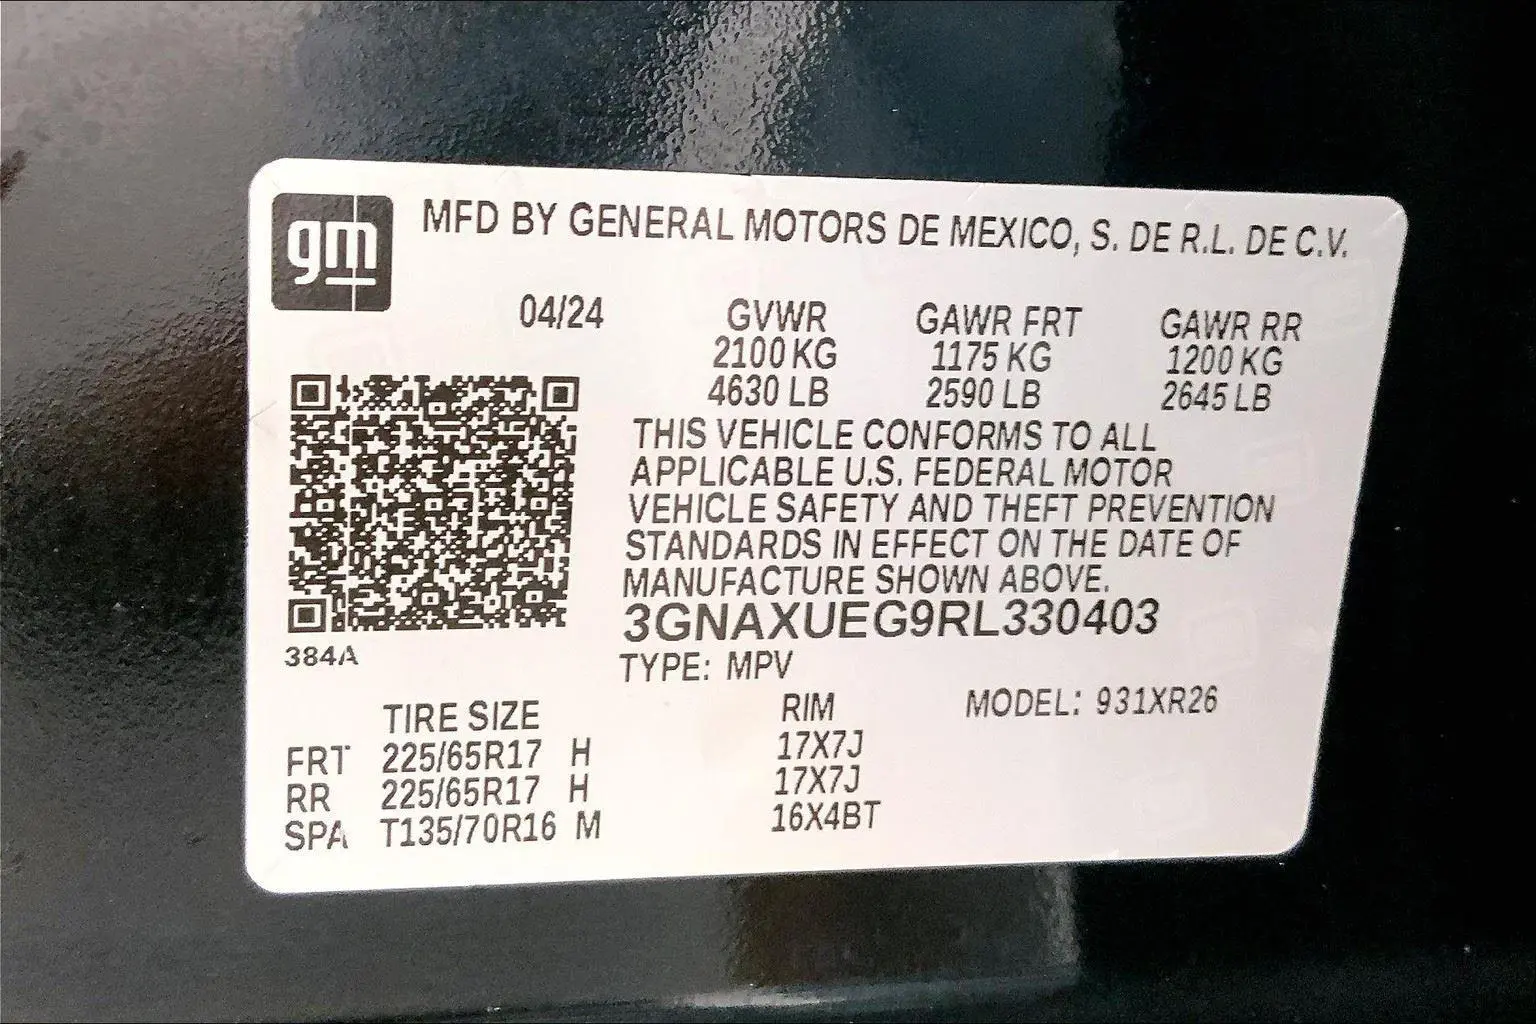 gm
MFD BY GENERAL MOTORS DE MEXICO, S. DE R.L. DE C.V.
04/24 GVWR GAWR FRT GAWR RR
2100 KG 1175 KG 1200 KG
4630 LB 2590 LB 2645 LB
THIS VEHICLE CONFORMS TO ALL
APPLICABLE U.S. FEDERAL MOTOR
VEHICLE SAFETY AND THEFT PREVENTION
STANDARDS IN EFFECT ON THE DATE OF
MANUFACTURE SHOWN ABOVE.
3GNAXUEG9RL330403
384A
TYPE: MPV
TIRE SIZE RIM MODEL: 931XR26
FRT 225/65R17 H 17X7J
RR 225/65R17 H 17X7J
SPA T135/70R16 M 16X4BT